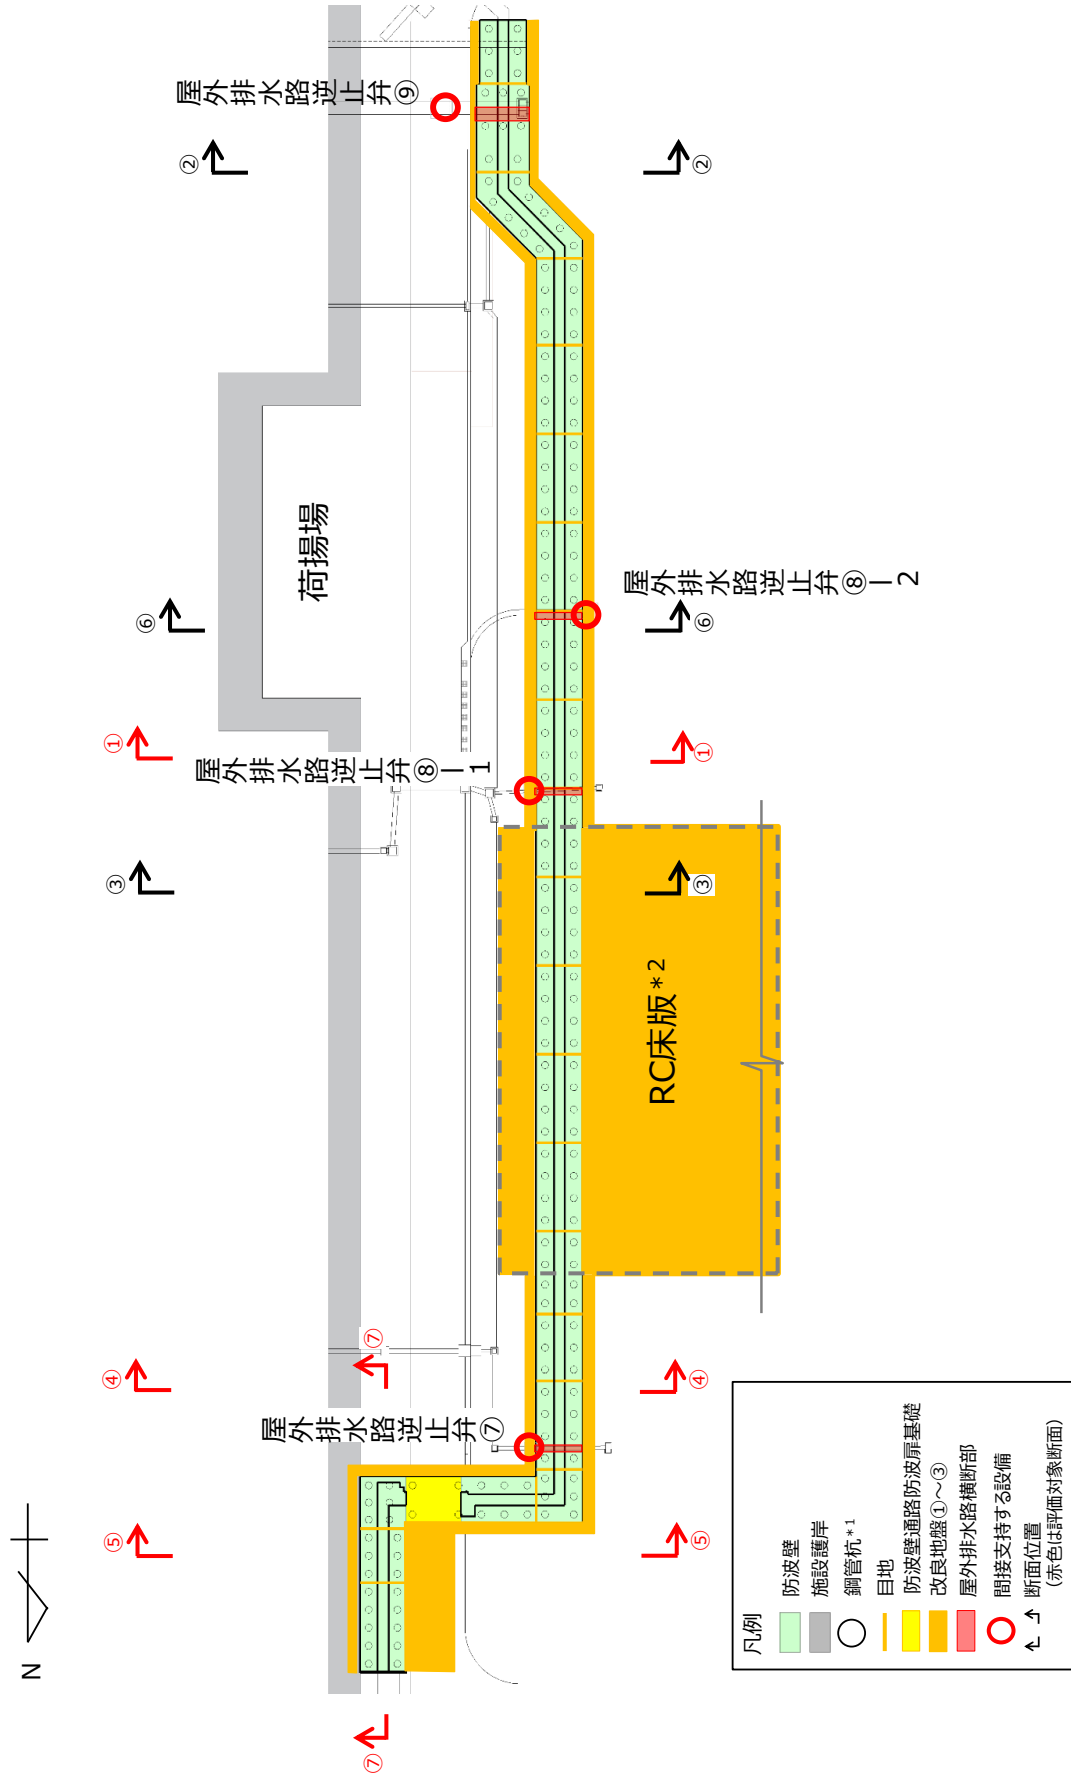 屋外排水路逆止弁⑨
②
②
荷揚場
⑥
⑥
屋外排水路逆止弁⑧ー2
①
①
屋外排水路逆止弁⑧ー1
③
③
RC床版*2
④
④
⑦
屋外排水路逆止弁⑦
⑤
⑤
⑦
N
凡例
防波壁
施設護岸
鋼管杭*1
目地
防波壁通路防波扉基礎
改良地盤①～③
屋外排水路横断部
間接支持する設備
断面位置
(赤色は評価対象断面)